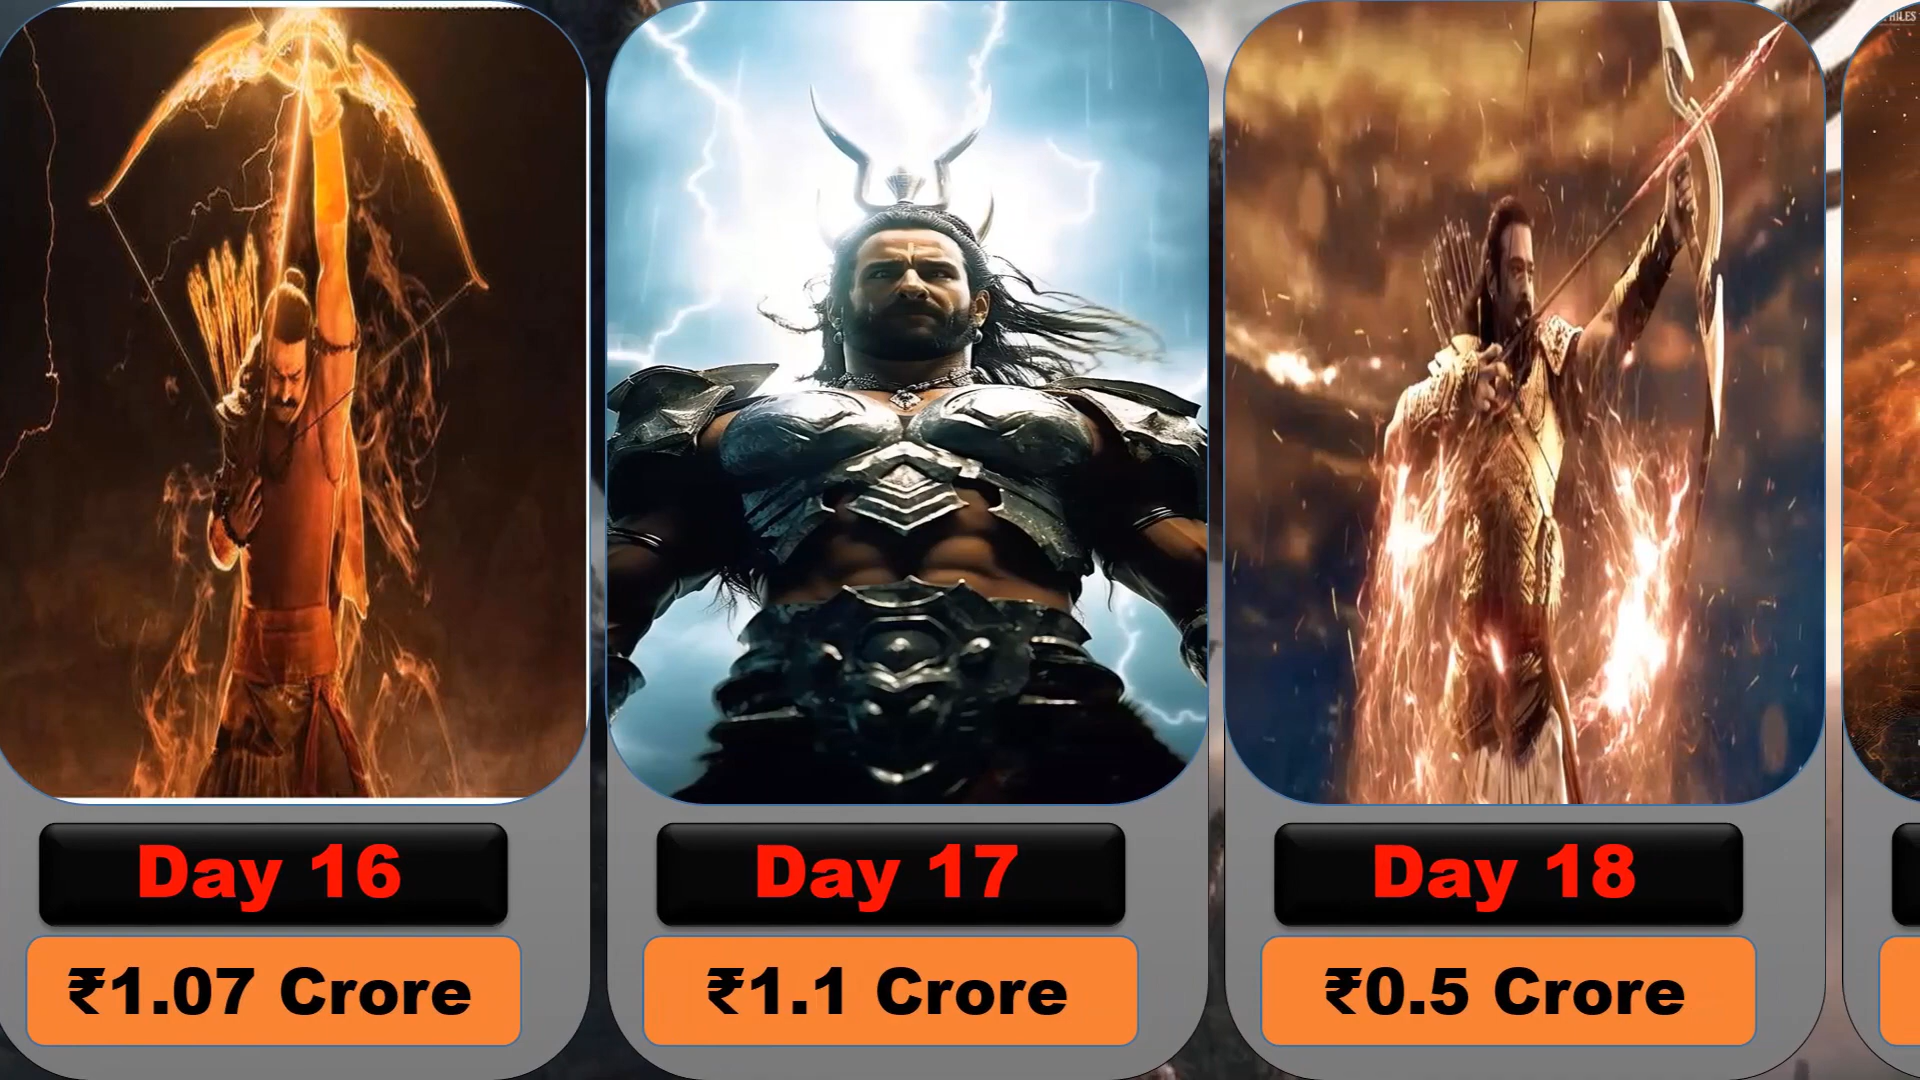 Day 16
Day 17
Day 18
₹1.07 Crore
₹1.1 Crore
₹0.5 Crore